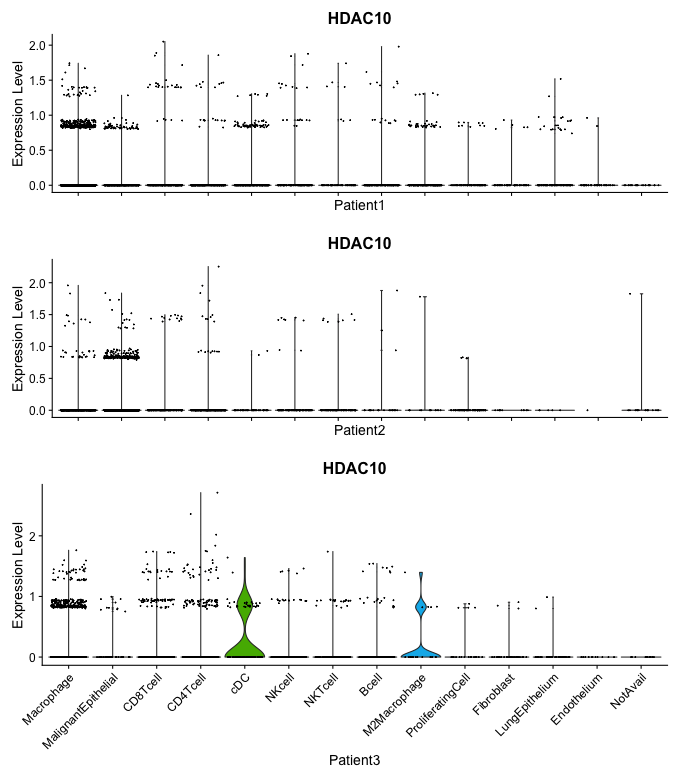 HDAC10
Expression Level
2.0
1.5
1.0
0.5
0.0
Patient1
HDAC10
Expression Level
2.0
1.5
1.0
0.5
0.0
Patient2
HDAC10
Expression Level
2
1
0
Macrophage
MalignantEpithelial
CD8Tcell
CD4Tcell
cDC
NKcell
NKTcell
Bcell
M2Macrophage
ProliferatingCell
Fibroblast
LungEpithelium
Endothelium
NotAvail
Patient3